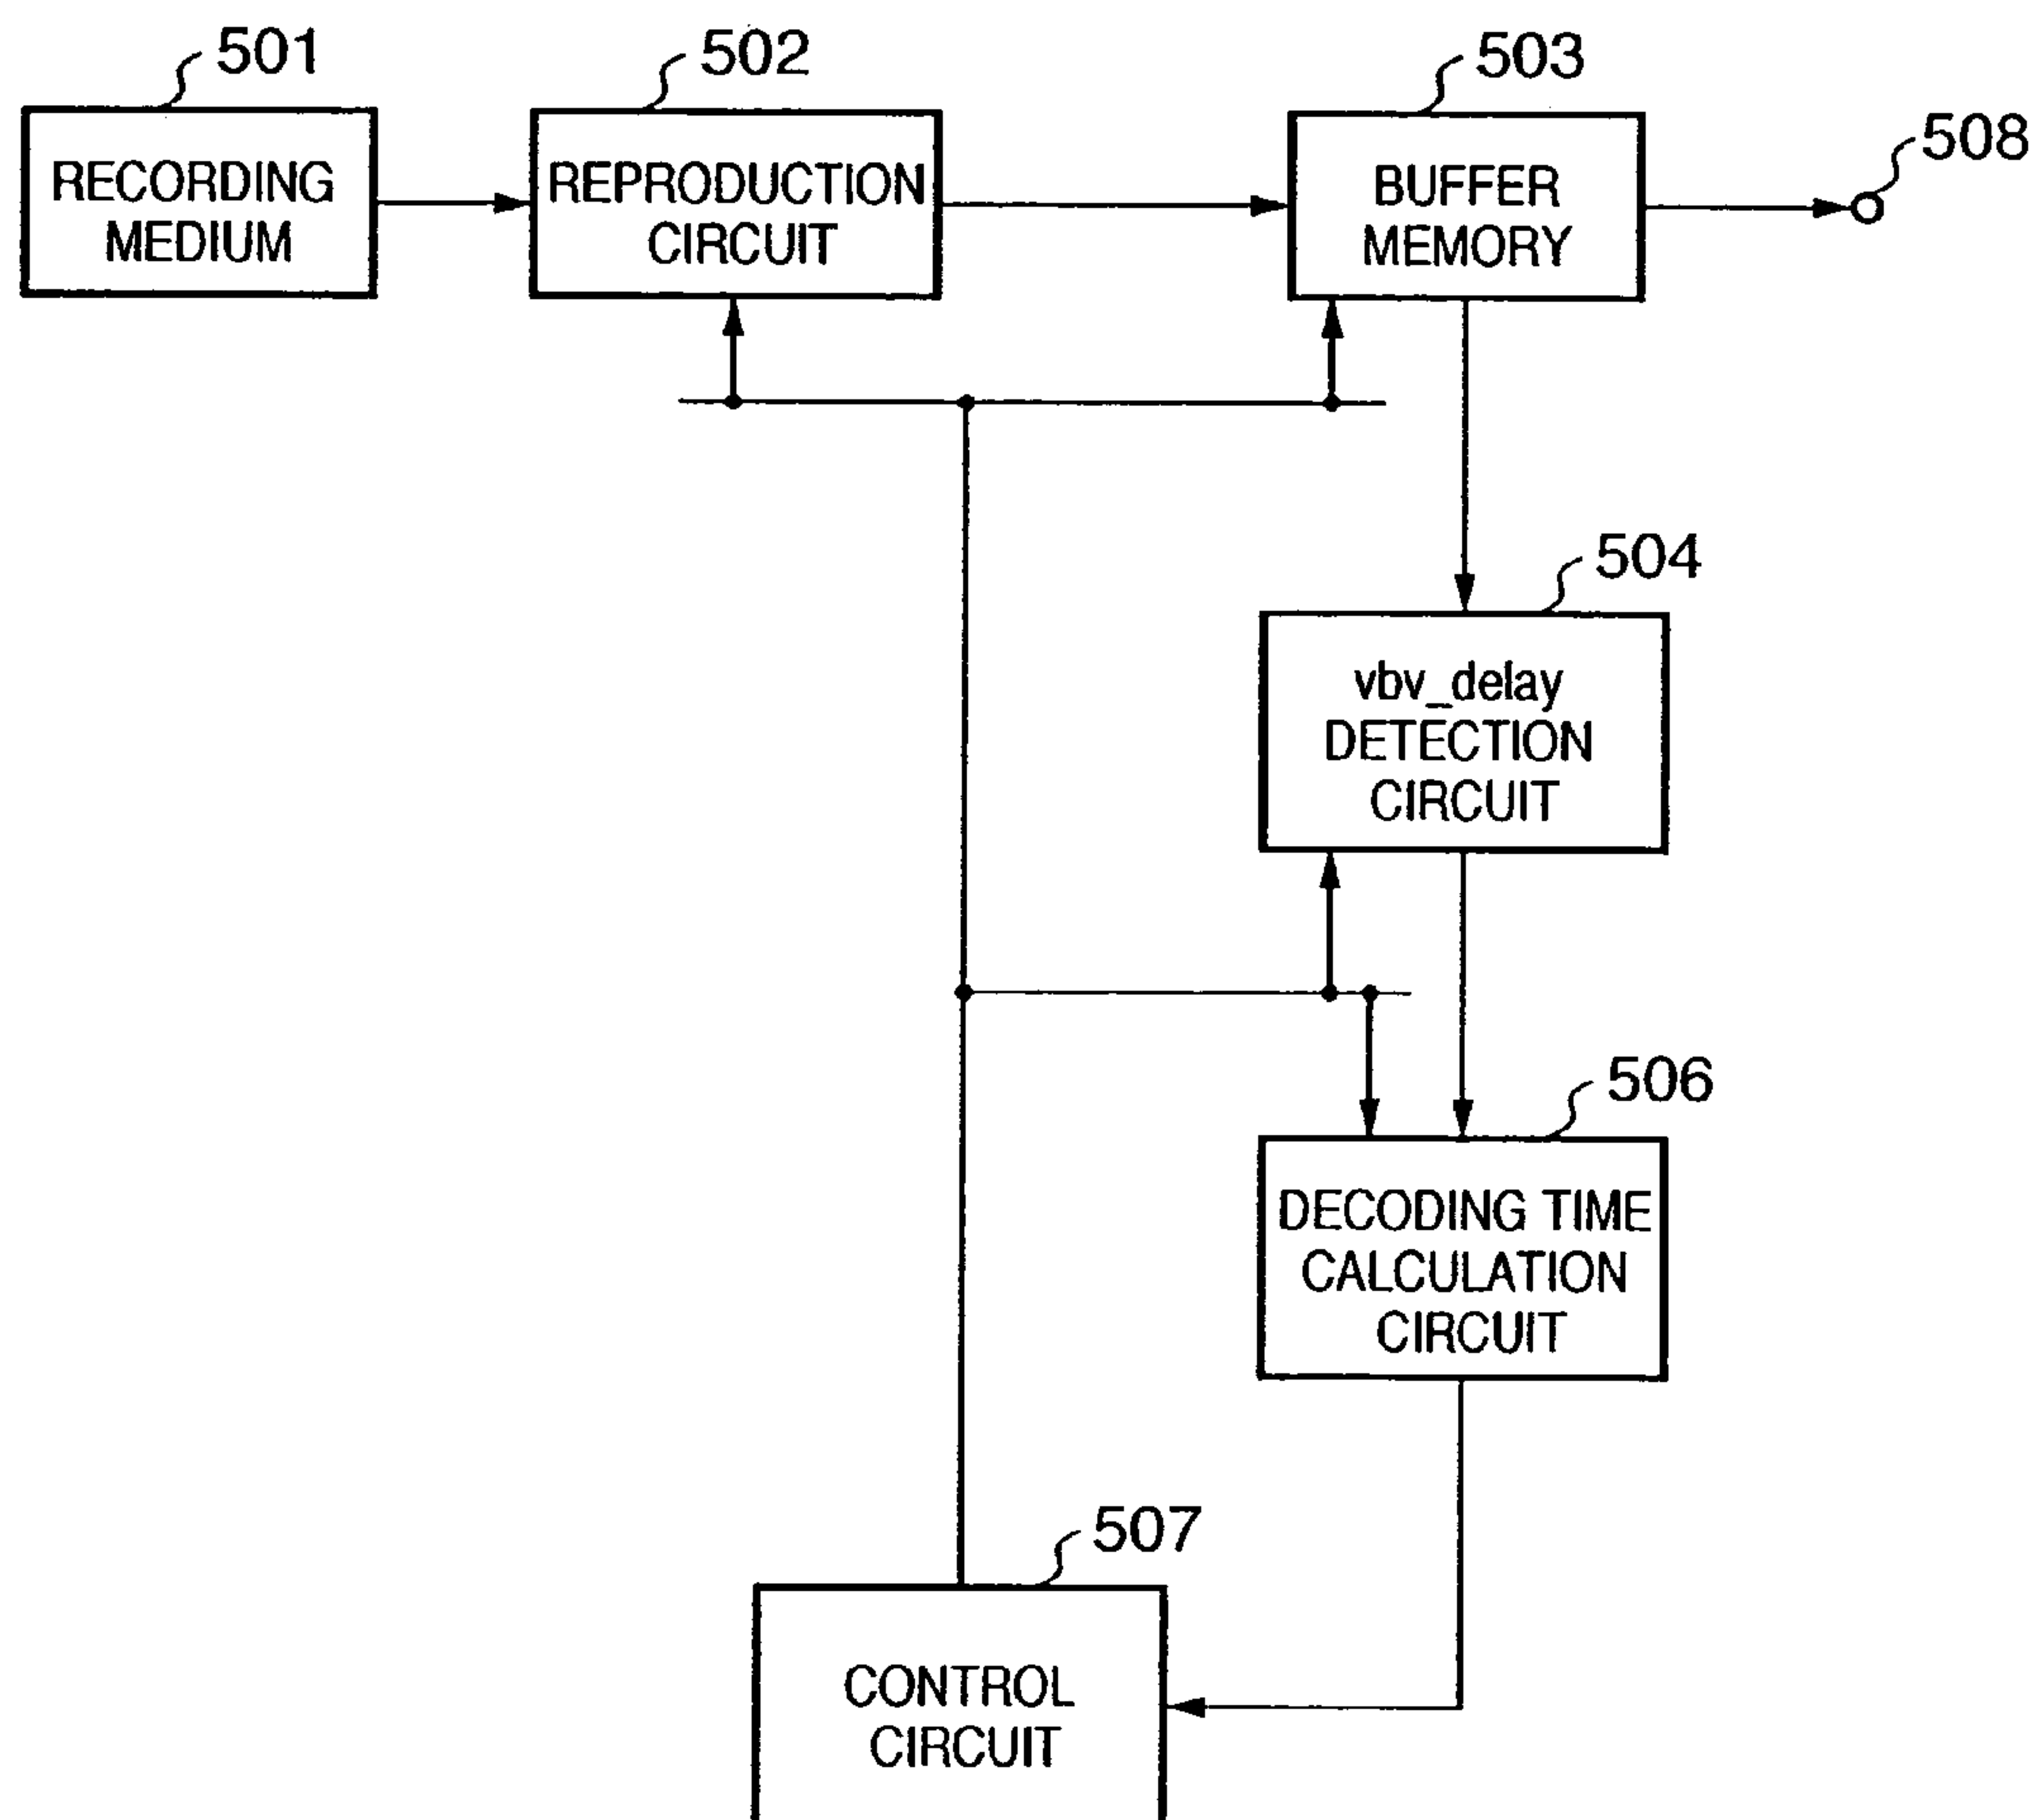 501
RECORDING
MEDIUM
502
REPRODUCTION
CIRCUIT
503
BUFFER
MEMORY
508
504
vbv_delay
DETECTION
CIRCUIT
506
DECODING TIME
CALCULATION
CIRCUIT
507
CONTROL
CIRCUIT